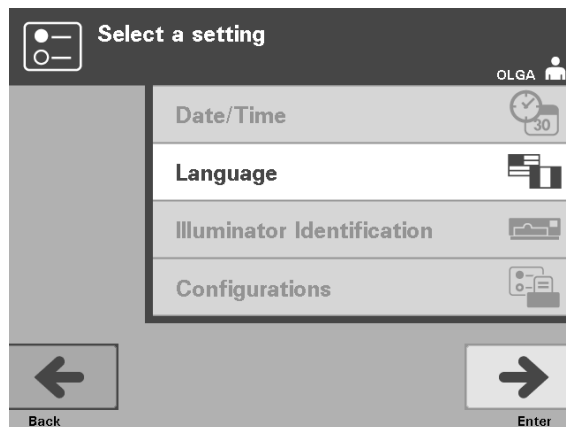 Select a setting
OLGA
Date/Time
30
Language
Illuminator Identification
Configurations
Back
Enter